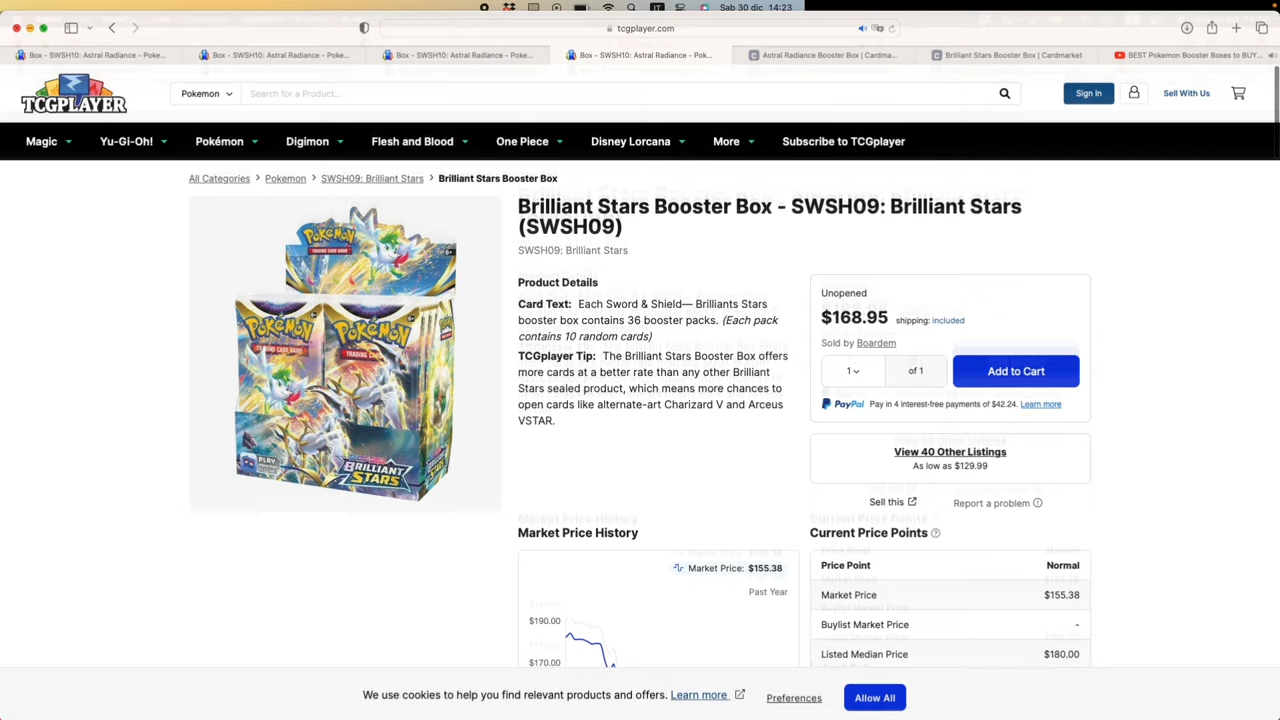 IT
Sab 30 dic 14:23
tcgplayer.com
Box - SWSH10: Astral Radiance - Poke...
Box - SWSH10: Astral Radiance - Poke...
Box - SWSH10: Astral Radiance - Poke...
Box - SWSH10: Astral Radiance - Pok...
Astral Radiance Booster Box | Cardma...
Brilliant Stars Booster Box | Cardmarket
BEST Pokemon Booster Boxes to BUY...
TCGPLAYER
Pokemon
Search for a Product...
Sign In
Sell With Us
Magic
Yu-Gi-Oh!
Pokémon
Digimon
Flesh and Blood
One Piece
Disney Lorcana
More
Subscribe to TCGplayer
All Categories > Pokemon > SWSH09: Brilliant Stars > Brilliant Stars Booster Box
Brilliant Stars Booster Box - SWSH09: Brilliant Stars
(SWSH09)
SWSH09: Brilliant Stars
Product Details
Card Text: Each Sword & Shield— Brilliants Stars
booster box contains 36 booster packs. (Each pack
contains 10 random cards)
TCGplayer Tip: The Brilliant Stars Booster Box offers
more cards at a better rate than any other Brilliant
Stars sealed product, which means more chances to
open cards like alternate-art Charizard V and Arceus
VSTAR.
POKÉMON
POKÉMON
POKÉMON
BRILLIANT
STARS
Unopened
$168.95 shipping: included
Sold by Boardem
1
of 1
Add to Cart
PayPal Pay in 4 interest-free payments of $42.24. Learn more
View 40 Other Listings
As low as $129.99
Sell this
Report a problem
Market Price History
Market Price: $155.38
Past Year
$190.00
$170.00
Current Price Points
Price Point Normal
Market Price $155.38
Buylist Market Price -
Listed Median Price $180.00
We use cookies to help you find relevant products and offers. Learn more
Preferences
Allow All